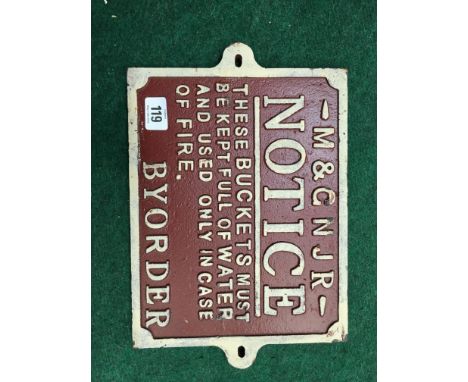 -M&GNJR-
NOTICE
THESE BUCKETS MUST
BE KEPT FULL OF WATER
AND USED ONLY IN CASE
OF FIRE.
BY ORDER
119